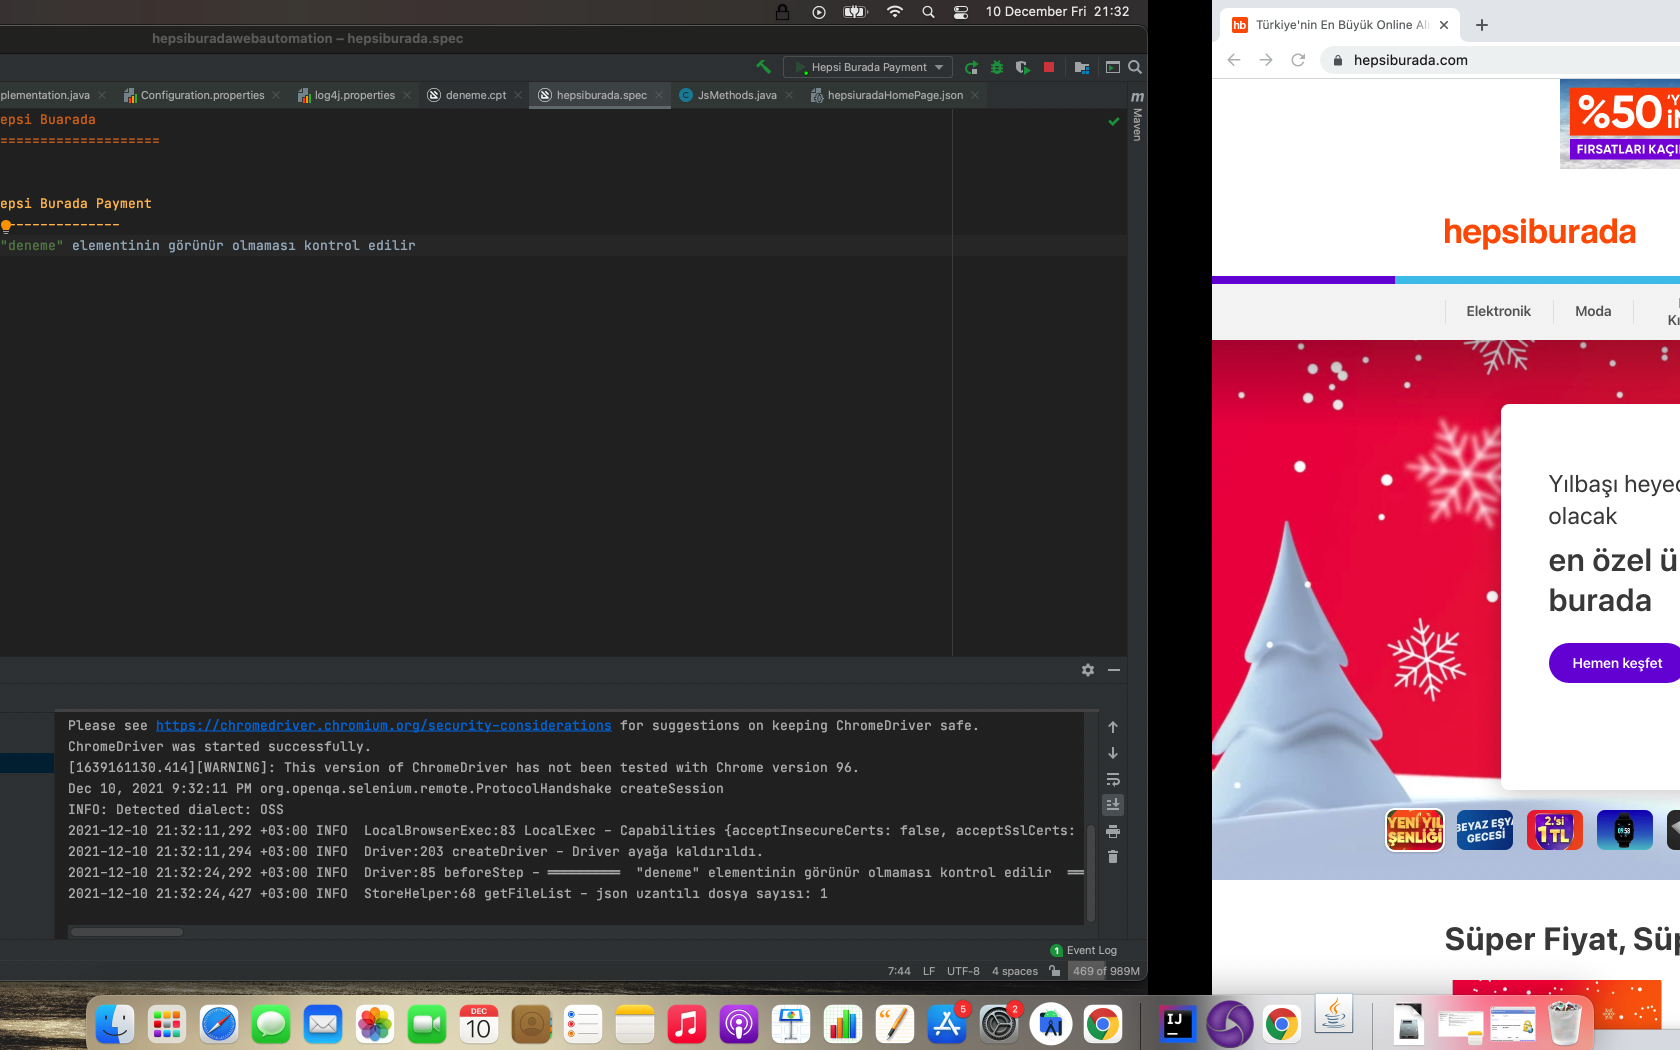 10 December Fri 21:32
hepsiburadawebautomation – hepsiburada.spec
Hepsi Burada Payment
plementation.java
Configuration.properties
log4j.properties
deneme.cpt
hepsiburada.spec
JsMethods.java
hepsiuradaHomePage.json
m
Maven
epsi Buarada
====================
epsi Burada Payment
--------------
"deneme" elementinin görünür olmaması kontrol edilir
Please see https://chromedriver.chromium.org/security-considerations for suggestions on keeping ChromeDriver safe.
ChromeDriver was started successfully.
[1639161130.414][WARNING]: This version of ChromeDriver has not been tested with Chrome version 96.
Dec 10, 2021 9:32:11 PM org.openqa.selenium.remote.ProtocolHandshake createSession
INFO: Detected dialect: OSS
2021-12-10 21:32:11,292 +03:00 INFO  LocalBrowserExec:83 LocalExec – Capabilities {acceptInsecureCerts: false, acceptSslCerts:
2021-12-10 21:32:11,294 +03:00 INFO  Driver:203 createDriver – Driver ayağa kaldırıldı.
2021-12-10 21:32:24,292 +03:00 INFO  Driver:85 beforeStep – ═════════  "deneme" elementinin görünür olmaması kontrol edilir  ══
2021-12-10 21:32:24,427 +03:00 INFO  StoreHelper:68 getFileList – json uzantılı dosya sayısı: 1
1 Event Log
7:44 LF UTF-8 4 spaces 469 of 989M
DEC
10
5
2
IJ
hb Türkiye'nin En Büyük Online Al
hepsiburada.com
%50 'Y
İN
FIRSATLARI KAÇI
hepsiburada
Elektronik
Moda
Yılbaşı heyec
olacak
en özel ü
burada
Hemen keşfet
YENİ YIL
ŞENLİĞİ
BEYAZ EŞYA
GECESİ
2.'si
1TL
09:58
Süper Fiyat, Süp